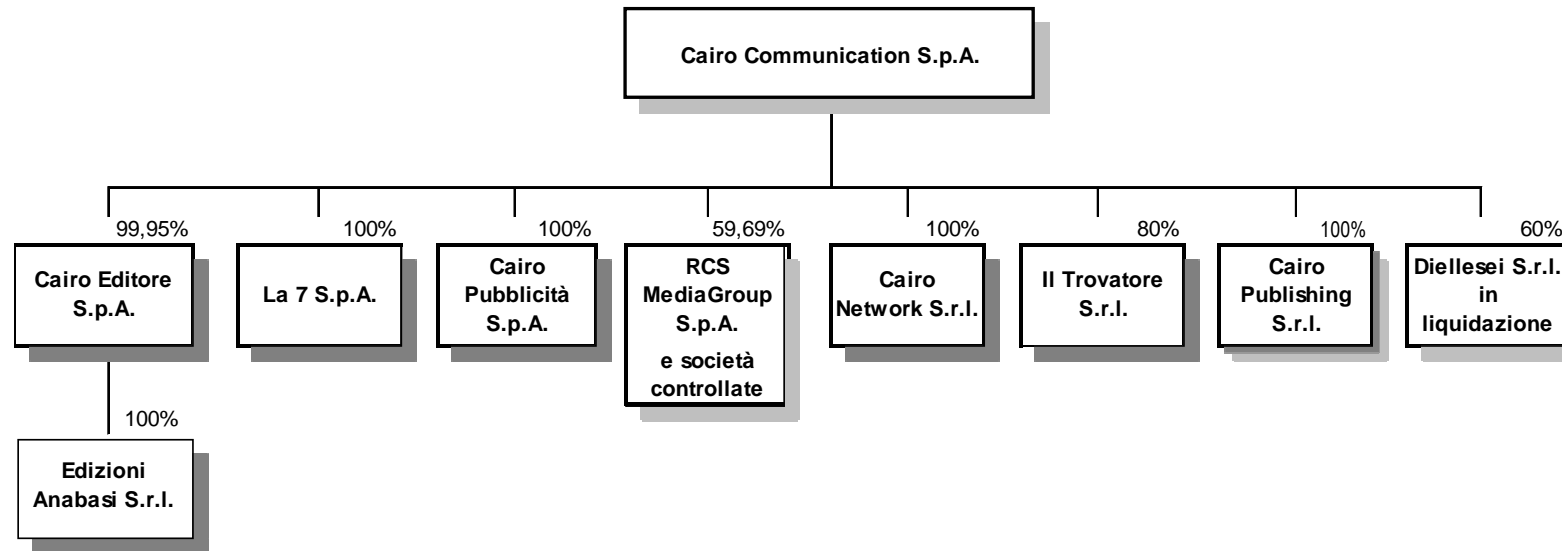 Cairo Communication S.p.A.
99,95%
100%
100%
59,69%
100%
80%
100%
60%
Cairo Editore
S.p.A.
La 7 S.p.A.
Cairo
Pubblicità
S.p.A.
RCS
MediaGroup
S.p.A.
e società
controllate
Cairo
Network S.r.l.
Il Trovatore
S.r.l.
Cairo
Publishing
S.r.l.
Diellesei S.r.l.
in
liquidazione
100%
Edizioni
Anabasi S.r.l.